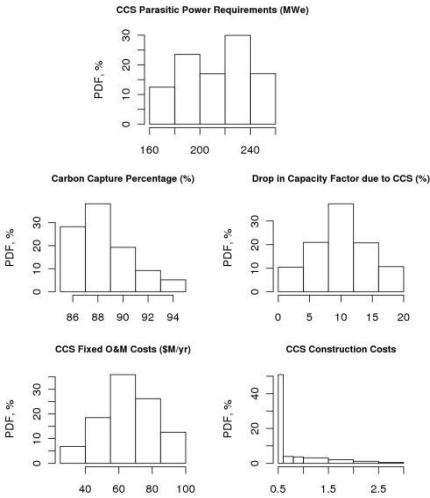 CCS Parasitic Power Requirements (MWe)
PDF, %
0 10 20 30
160 200 240
Carbon Capture Percentage (%)
PDF, %
0 10 20 30
86 88 90 92 94
Drop in Capacity Factor due to CCS (%)
PDF, %
0 10 20 30
0 5 10 15 20
CCS Fixed O&M Costs ($M/yr)
PDF, %
0 10 20 30
40 60 80 100
CCS Construction Costs
PDF, %
0 20 40
0.5 1.5 2.5